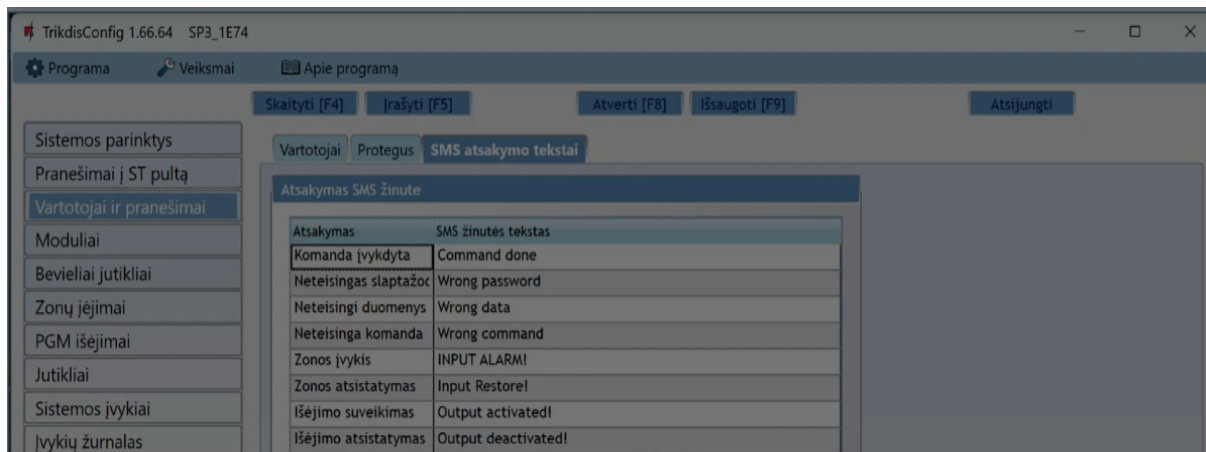 TrikdisConfig 1.66.64 SP3_1E74
Programa Veiksmai Apie programą
Skaityti [F4] Įrašyti [F5] Atverti [F8] Išsaugoti [F9] Atsijungti
Sistemos parinktys
Pranešimai į ST pultą
Vartotojai ir pranešimai
Moduliai
Bevieliai jutikliai
Zonų įėjimai
PGM išėjimai
Jutikliai
Sistemos įvykiai
Įvykių žurnalas
Vartotojai Protegus SMS atsakymo tekstai
Atsakymas SMS žinute
Atsakymas SMS žinutės tekstas
Komanda įvykdyta Command done
Neteisingas slaptažoc Wrong password
Neteisingi duomenys Wrong data
Neteisinga komanda Wrong command
Zonos įvykis INPUT ALARM!
Zonos atsistatymas Input Restore!
Išėjimo suveikimas Output activated!
Išėjimo atsistatymas Output deactivated!